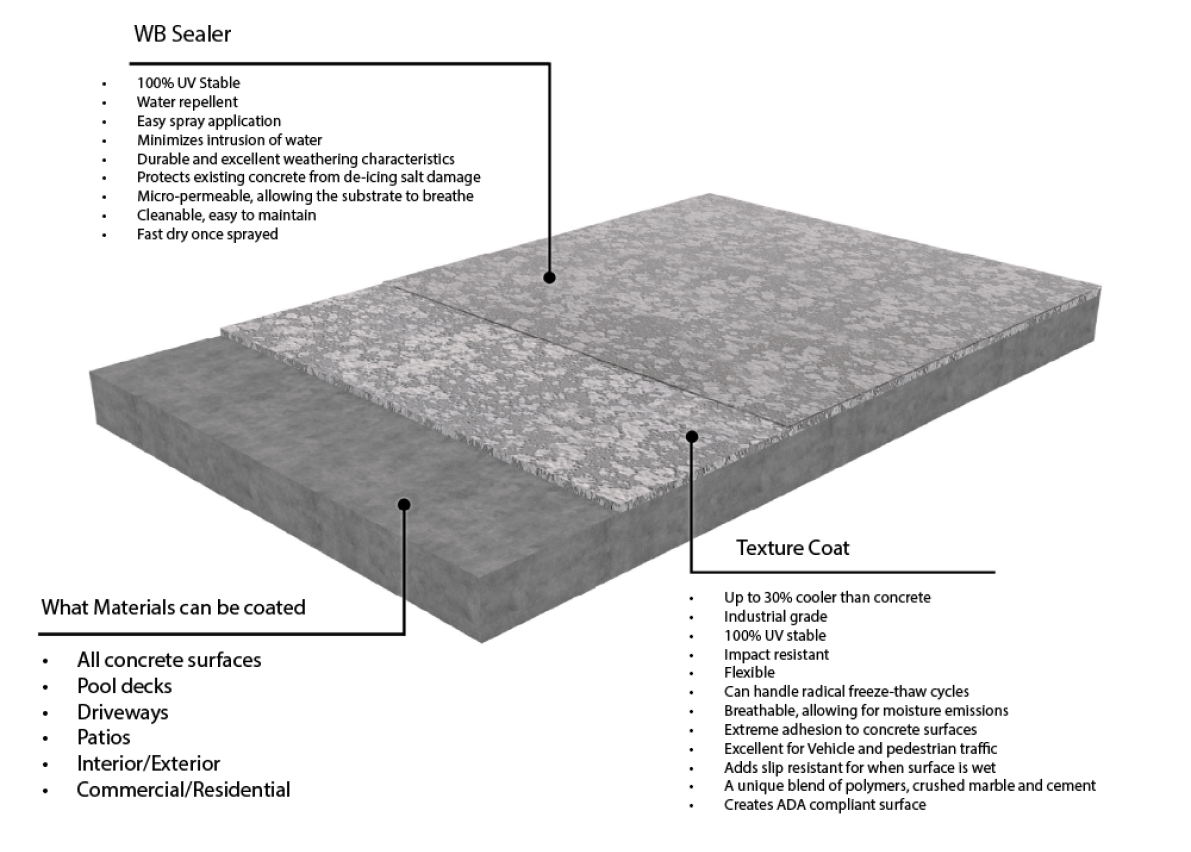 WB Sealer
• 100% UV Stable
• Water repellent
• Easy spray application
• Minimizes intrusion of water
• Durable and excellent weathering characteristics
• Protects existing concrete from de-icing salt damage
• Micro-permeable, allowing the substrate to breathe
• Cleanable, easy to maintain
• Fast dry once sprayed
What Materials can be coated
• All concrete surfaces
• Pool decks
• Driveways
• Patios
• Interior/Exterior
• Commercial/Residential
Texture Coat
• Up to 30% cooler than concrete
• Industrial grade
• 100% UV stable
• Impact resistant
• Flexible
• Can handle radical freeze-thaw cycles
• Breathable, allowing for moisture emissions
• Extreme adhesion to concrete surfaces
• Excellent for Vehicle and pedestrian traffic
• Adds slip resistant for when surface is wet
• A unique blend of polymers, crushed marble and cement
• Creates ADA compliant surface